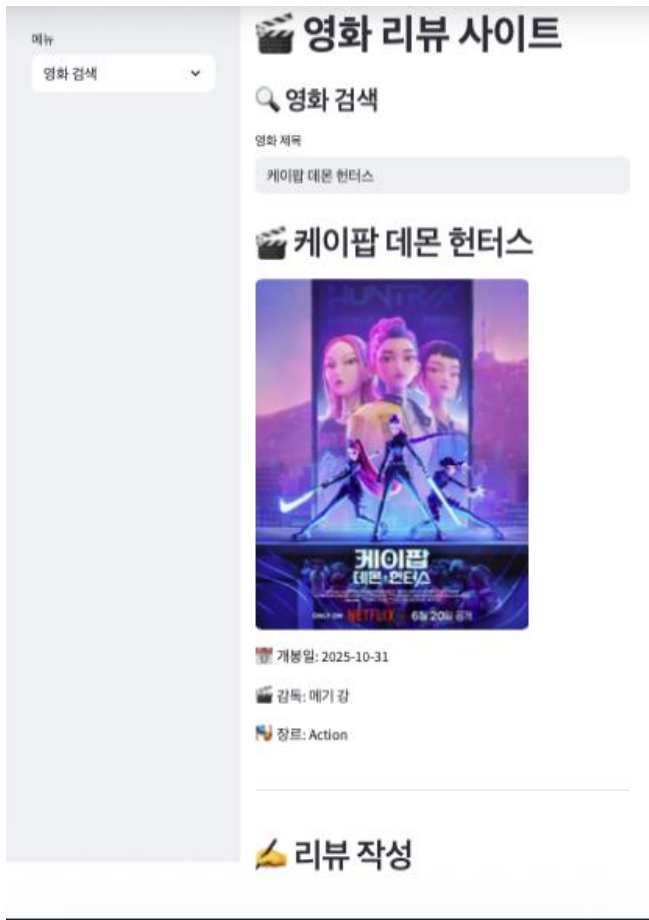 메뉴
영화 검색
🎬 영화 리뷰 사이트
🔍 영화 검색
영화 제목
케이팝 데몬 헌터스
🎬 케이팝 데몬 헌터스
HUNTR/X
케이팝
데몬 헌터스
ONLY ON NETFLIX | 6월 20일 공개
📅 개봉일: 2025-10-31
🎬 감독: 메기 강
🎭 장르: Action
✍️ 리뷰 작성